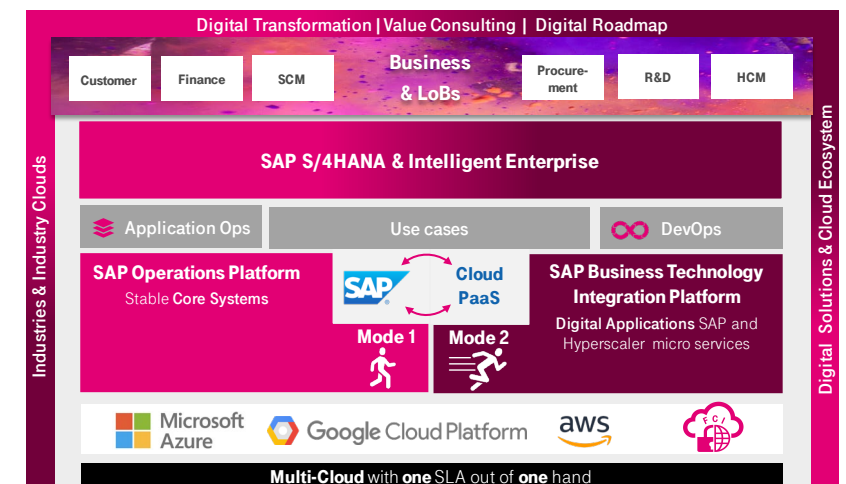 Digital Transformation | Value Consulting | Digital Roadmap
Customer
Finance
SCM
Business
& LoBs
Procure-
ment
R&D
HCM
Industries & Industry Clouds
Digital Solutions & Cloud Ecosystem
SAP S/4HANA & Intelligent Enterprise
Application Ops
Use cases
DevOps
SAP Operations Platform
Stable Core Systems
SAP
Cloud
PaaS
SAP Business Technology
Integration Platform
Digital Applications SAP and
Hyperscaler micro services
Mode 1
Mode 2
Microsoft
Azure
Google Cloud Platform
aws
FCI
Multi-Cloud with one SLA out of one hand